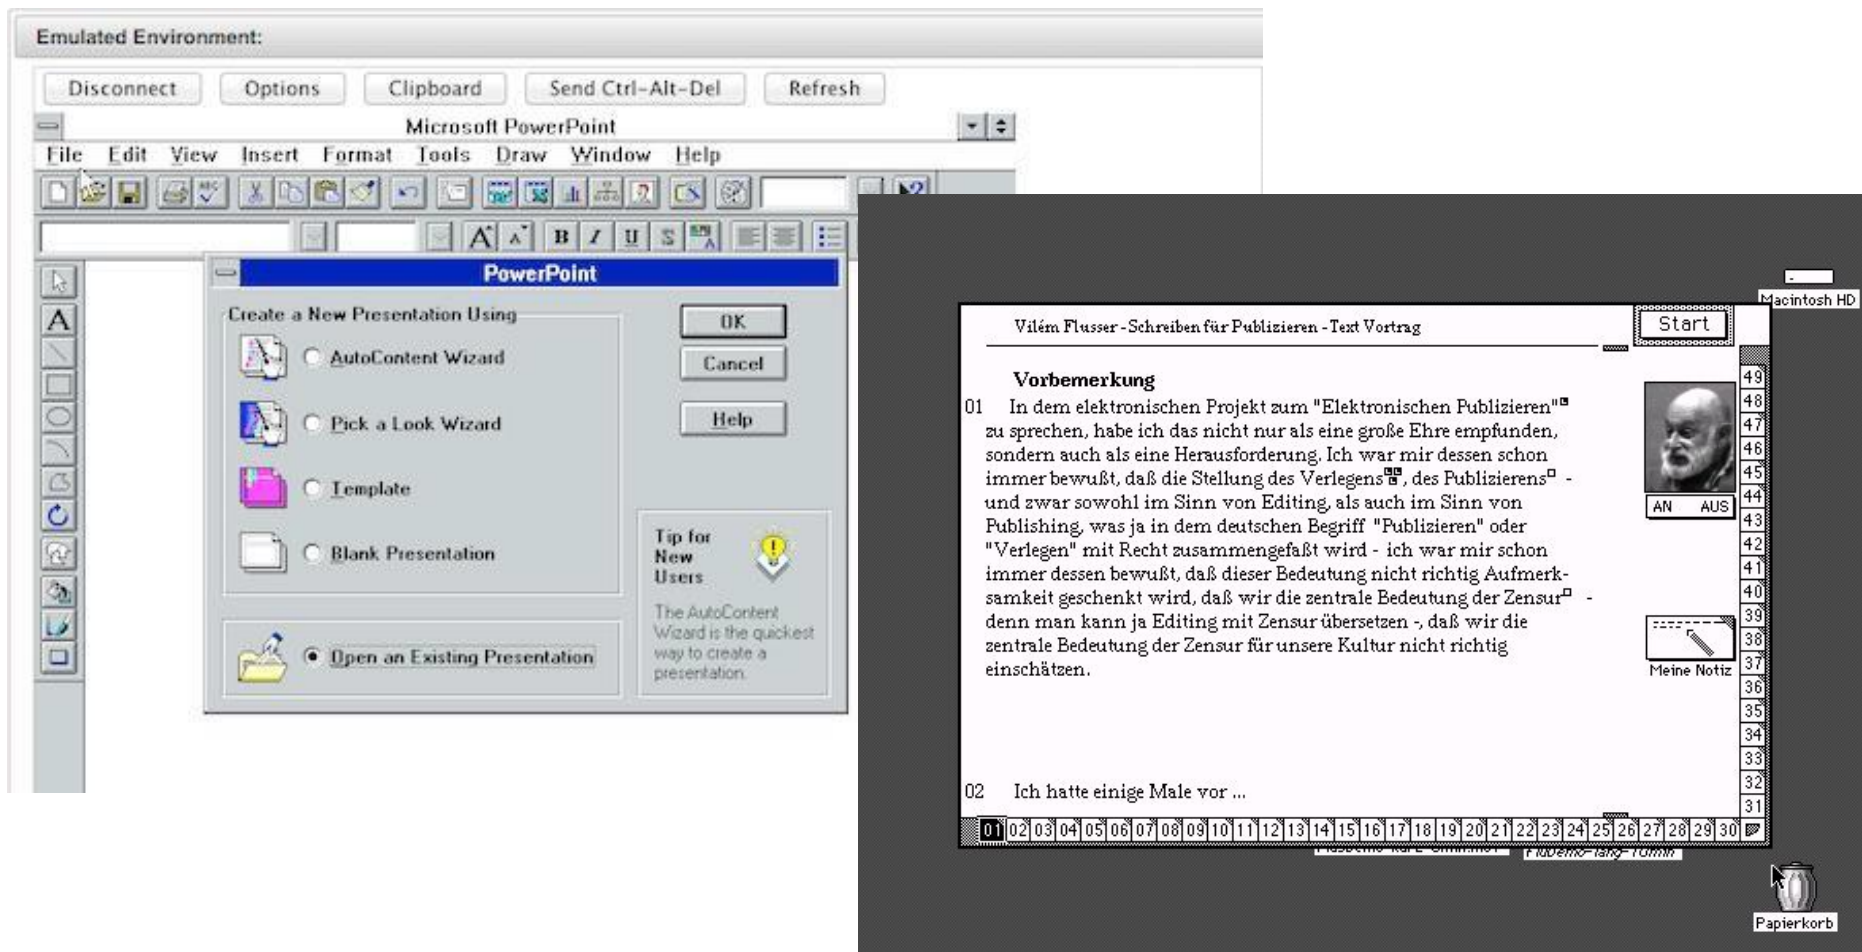 Emulated Environment:
Disconnect Options Clipboard Send Ctrl-Alt-Del Refresh
Microsoft PowerPoint
File Edit View Insert Format Tools Draw Window Help
ABC
A A B I U S A
A
PowerPoint
Create a New Presentation Using
AutoContent Wizard
Pick a Look Wizard
Template
Blank Presentation
Open an Existing Presentation
OK
Cancel
Help
Tip for
New
Users
The AutoContent
Wizard is the quickest
way to create a
presentation.
Macintosh HD
Vilém Flusser - Schreiben für Publizieren - Text Vortrag
Start
Vorbemerkung
01 In dem elektronischen Projekt zum "Elektronischen Publizieren"
zu sprechen, habe ich das nicht nur als eine große Ehre empfunden,
sondern auch als eine Herausforderung. Ich war mir dessen schon
immer bewußt, daß die Stellung des Verlegens, des Publizierens -
und zwar sowohl im Sinn von Editing, als auch im Sinn von
Publishing, was ja in dem deutschen Begriff "Publizieren" oder
"Verlegen" mit Recht zusammengefaßt wird - ich war mir schon
immer dessen bewußt, daß dieser Bedeutung nicht richtig Aufmerk-
samkeit geschenkt wird, daß wir die zentrale Bedeutung der Zensur -
denn man kann ja Editing mit Zensur übersetzen -, daß wir die
zentrale Bedeutung der Zensur für unsere Kultur nicht richtig
einschätzen.
02 Ich hatte einige Male vor ...
AN AUS
Meine Notiz
49
48
47
46
45
44
43
42
41
40
39
38
37
36
35
34
33
32
31
01 02 03 04 05 06 07 08 09 10 11 12 13 14 15 16 17 18 19 20 21 22 23 24 25 26 27 28 29 30
Papierkorb